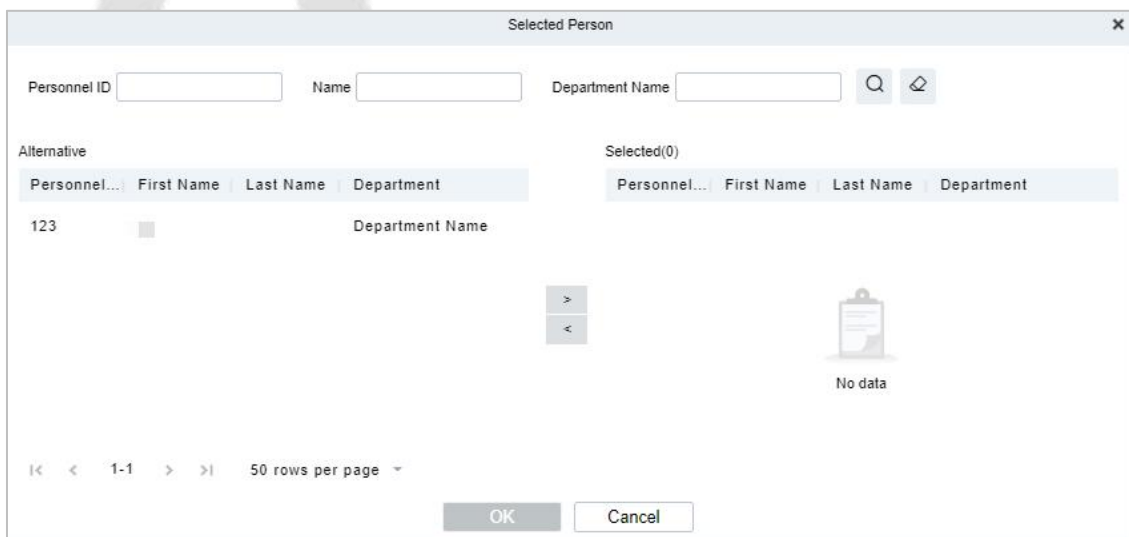 Selected Person
Personnel ID Name Department Name
Alternative Selected(0)
Personnel... First Name Last Name Department Personnel... First Name Last Name Department
123 Department Name
>
<
No data
|< < 1-1 > >| 50 rows per page
OK Cancel